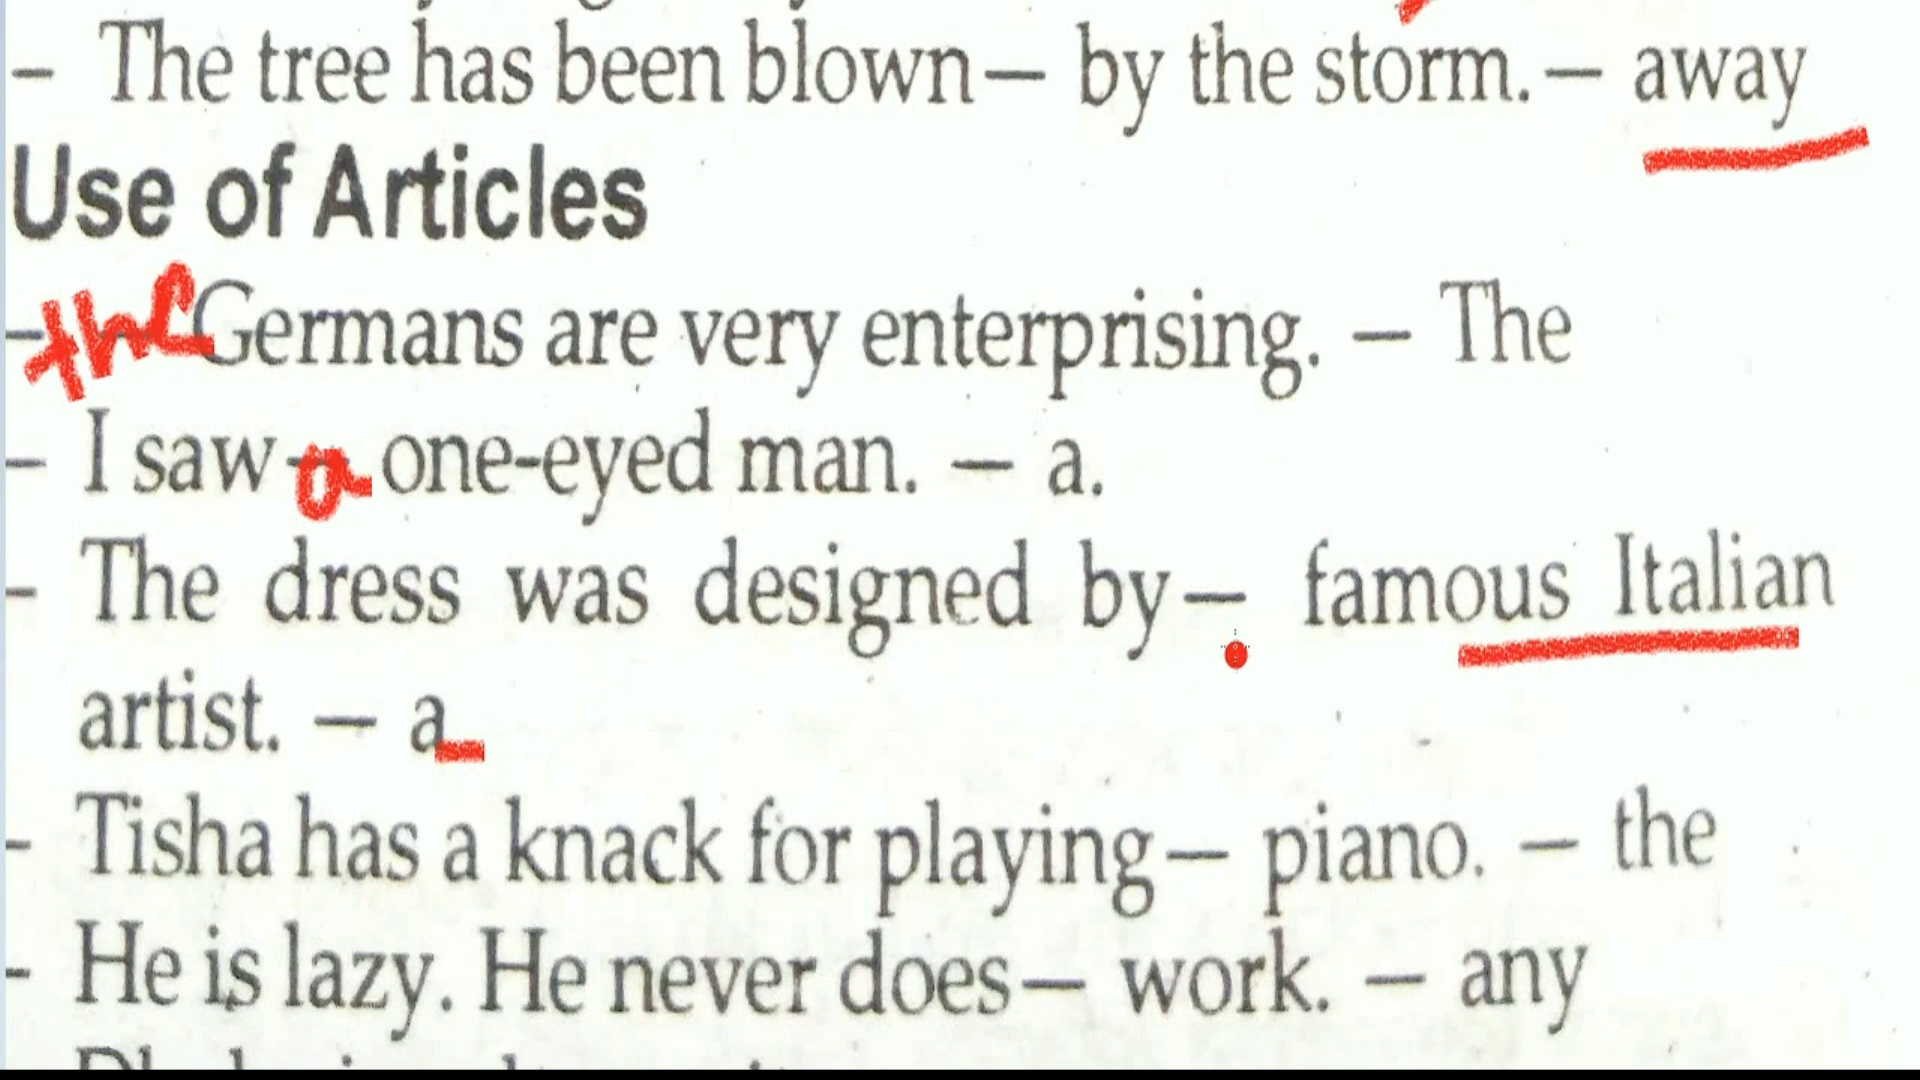 – The tree has been blown— by the storm. — away
Use of Articles
– the Germans are very enterprising. — The
– I saw a one-eyed man. — a.
– The dress was designed by— famous Italian
artist. — a
- Tisha has a knack for playing— piano. — the
- He is lazy. He never does— work. — any